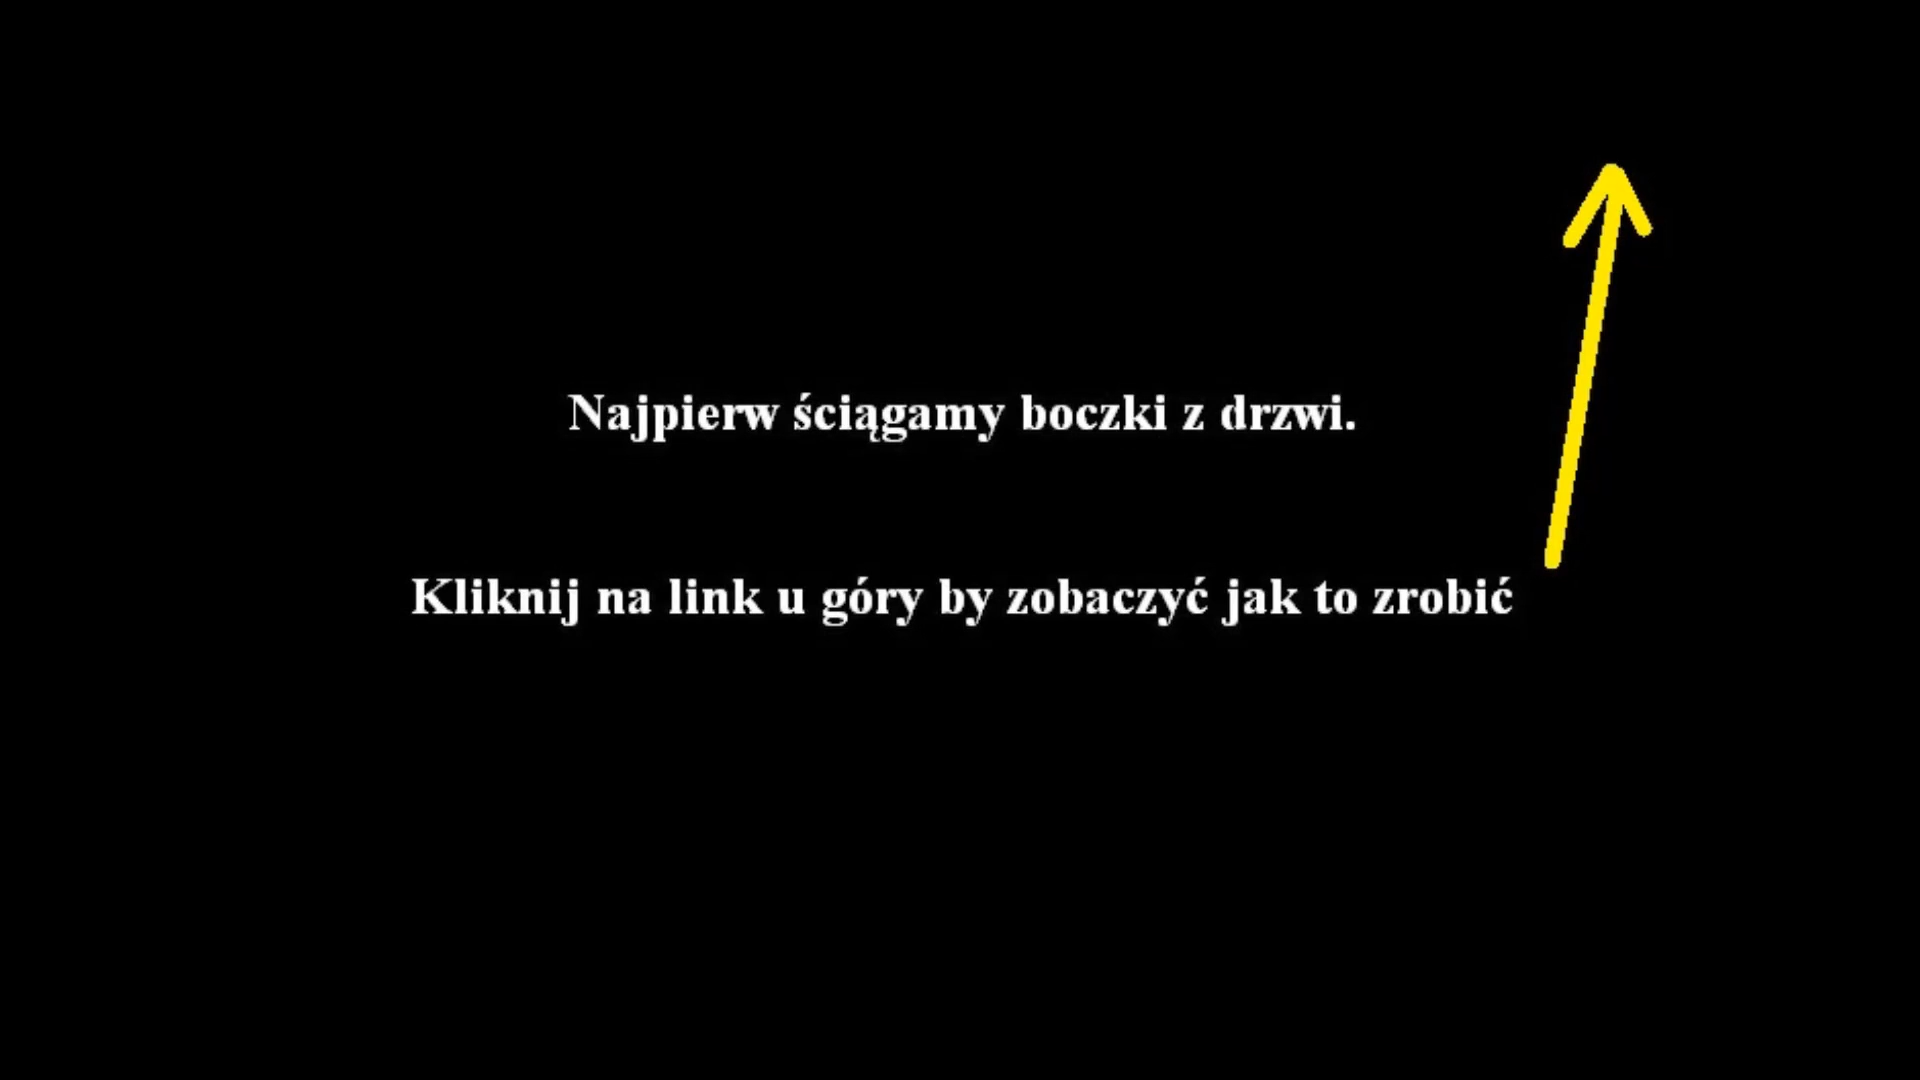 Najpierw ściągamy boczki z drzwi.
Kliknij na link u góry by zobaczyć jak to zrobić